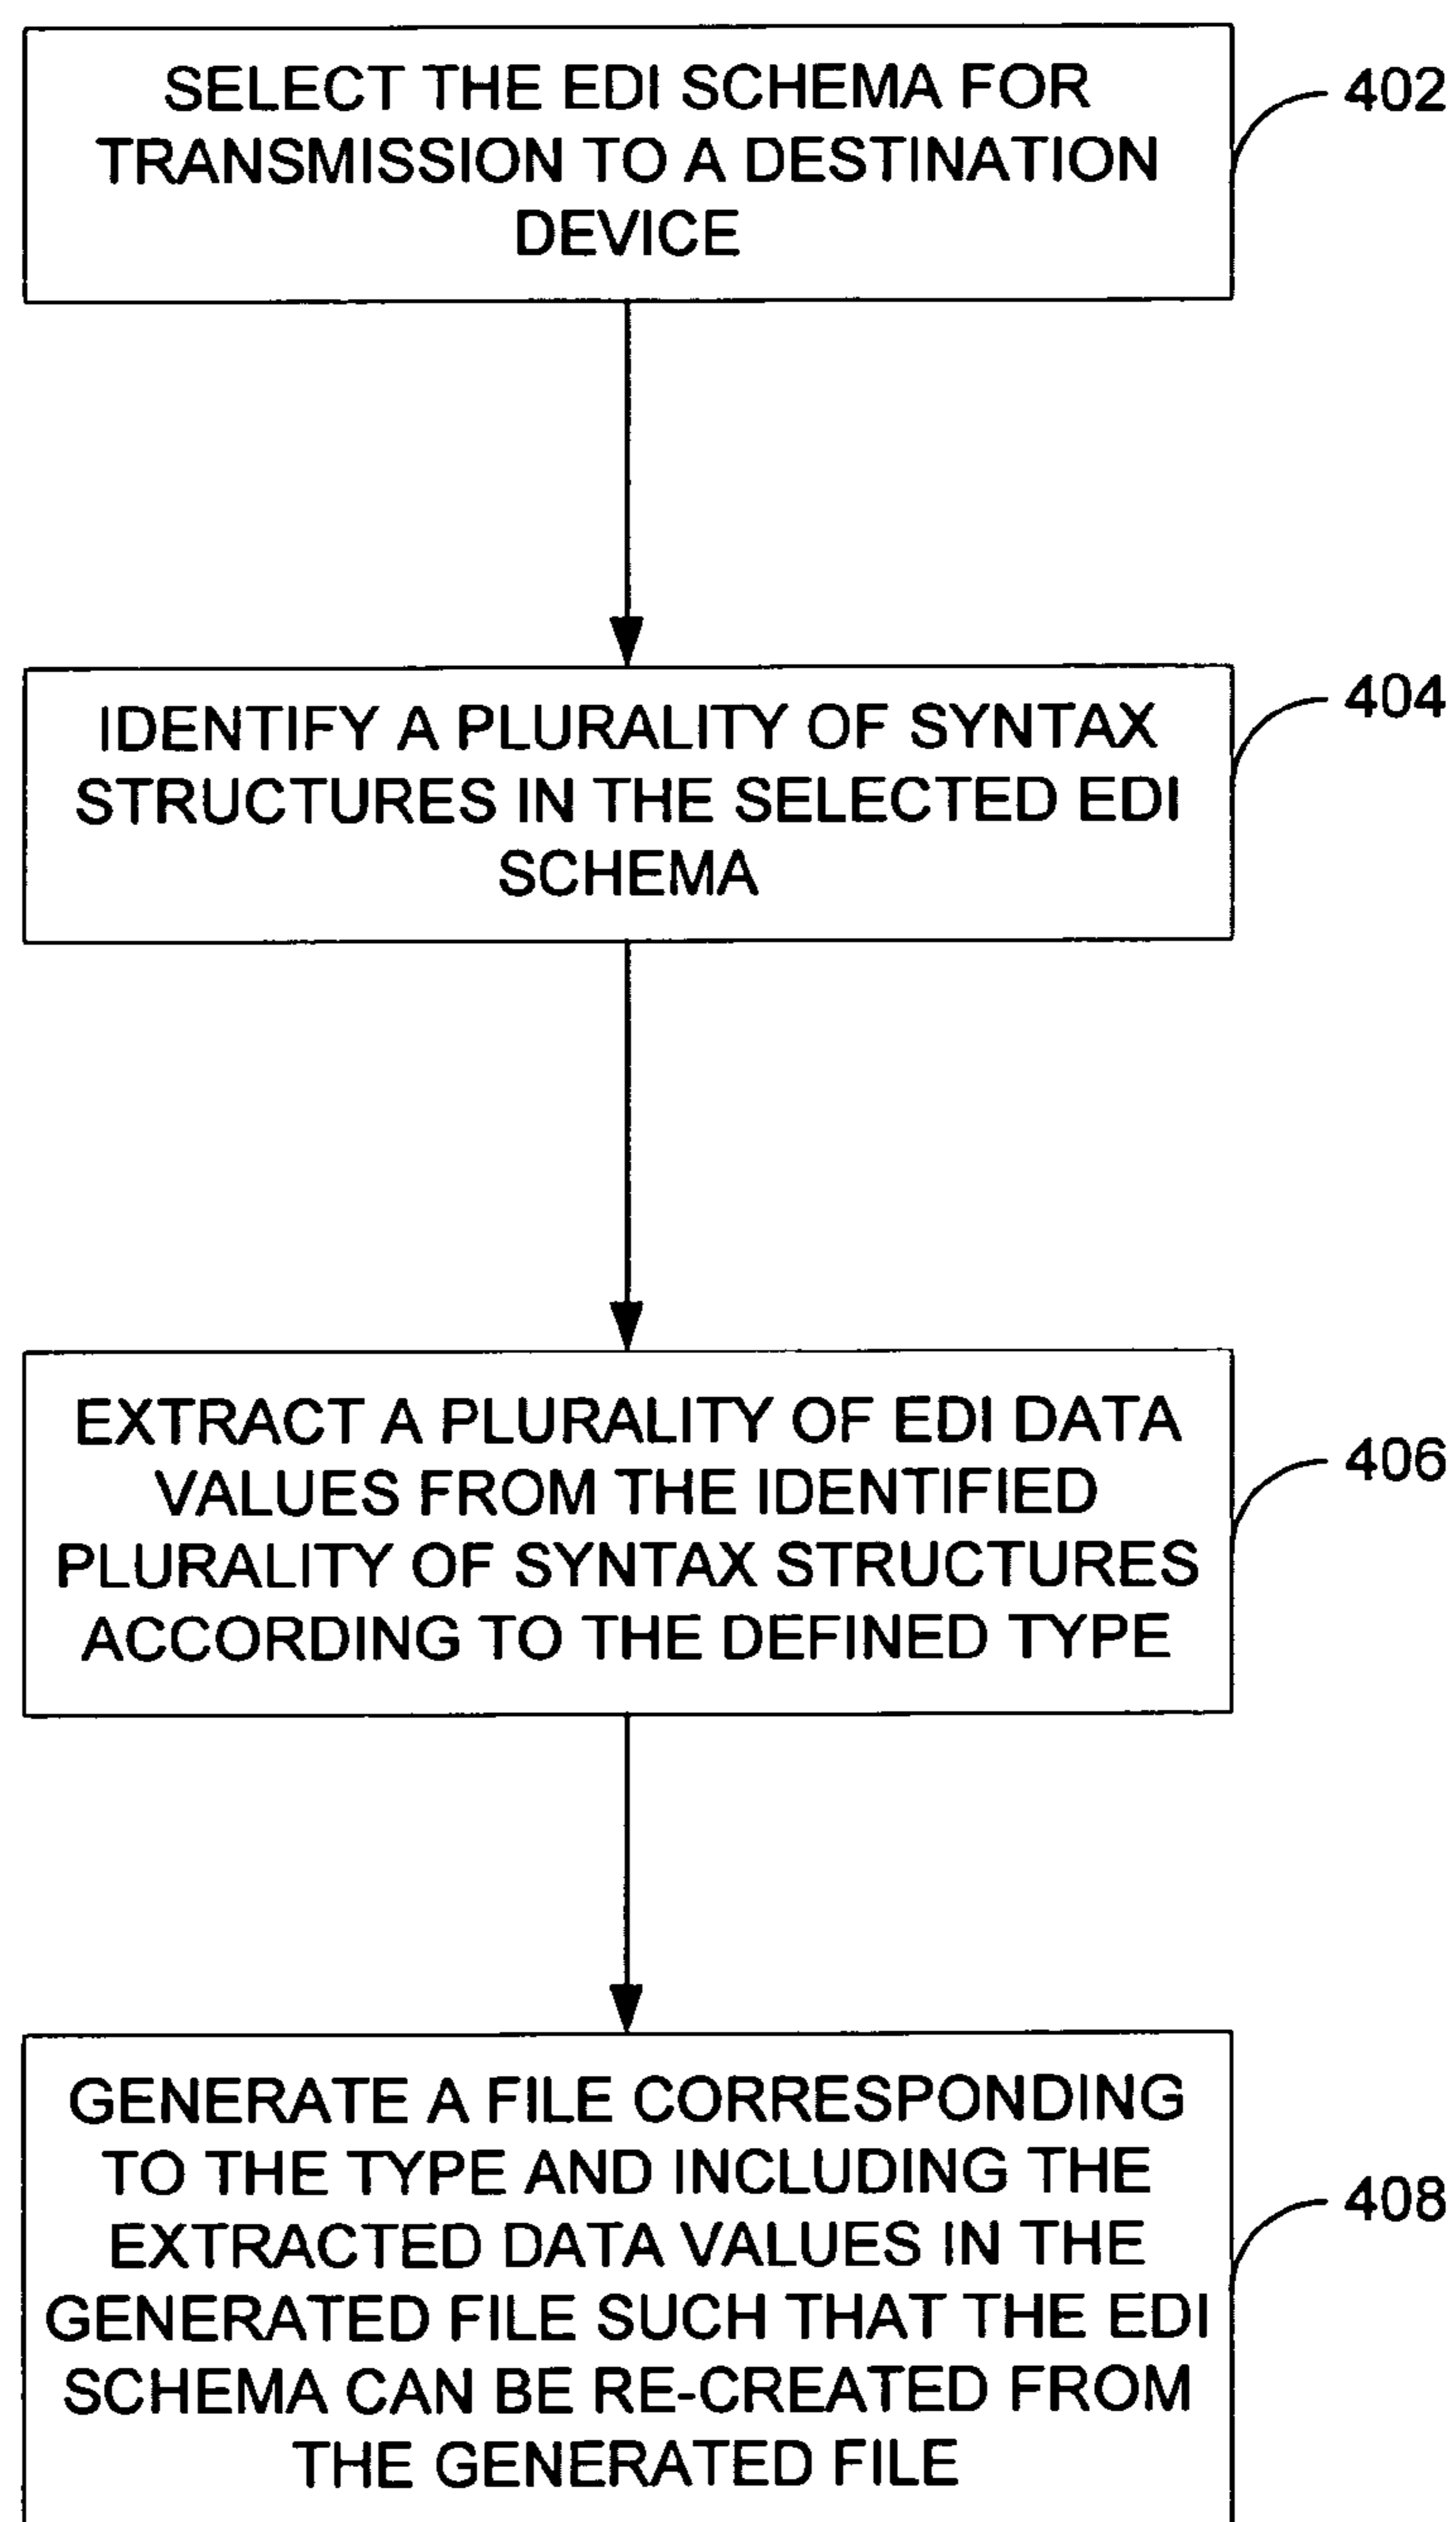 SELECT THE EDI SCHEMA FOR
TRANSMISSION TO A DESTINATION
DEVICE
402
IDENTIFY A PLURALITY OF SYNTAX
STRUCTURES IN THE SELECTED EDI
SCHEMA
404
EXTRACT A PLURALITY OF EDI DATA
VALUES FROM THE IDENTIFIED
PLURALITY OF SYNTAX STRUCTURES
ACCORDING TO THE DEFINED TYPE
406
GENERATE A FILE CORRESPONDING
TO THE TYPE AND INCLUDING THE
EXTRACTED DATA VALUES IN THE
GENERATED FILE SUCH THAT THE EDI
SCHEMA CAN BE RE-CREATED FROM
THE GENERATED FILE
408